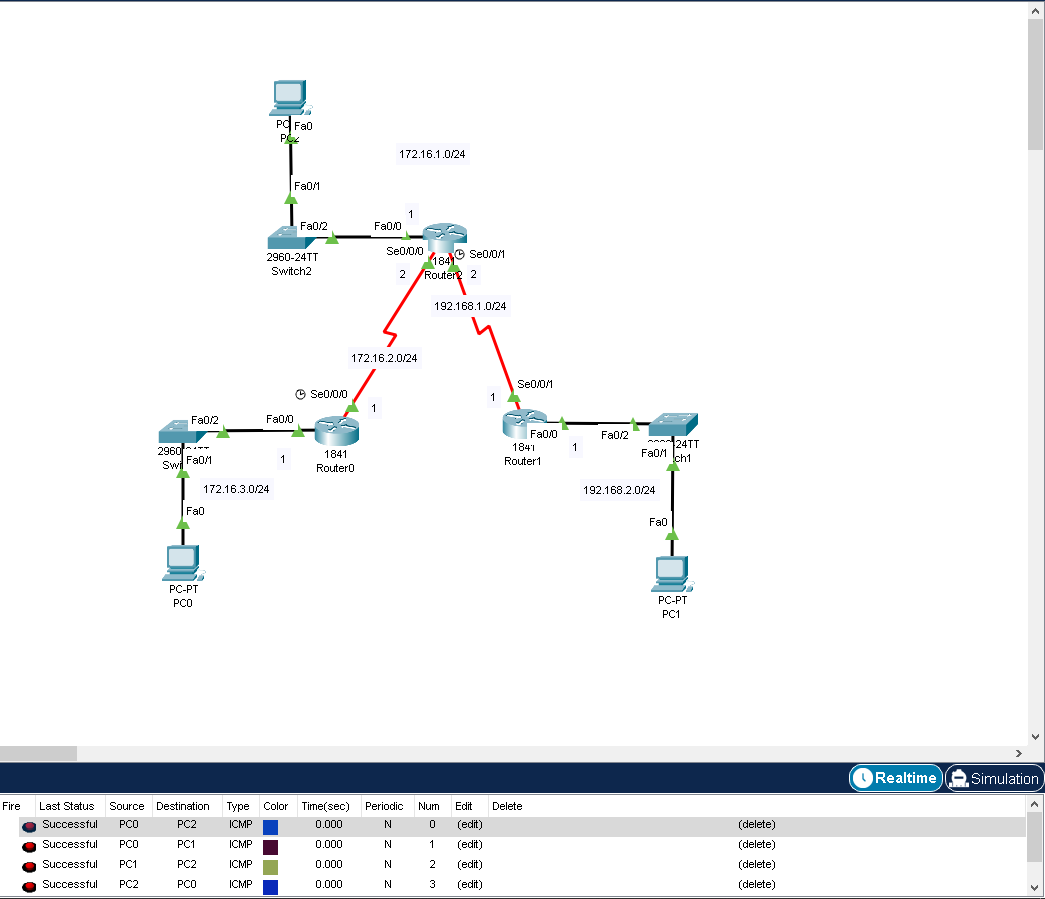 PC Fa0
172.16.1.0/24
Fa0/1
1
Fa0/2 Fa0/0
Se0/0/0 Se0/0/1
2960-24TT 1841
Switch2 2 Router2 2
192.168.1.0/24
172.16.2.0/24
Se0/0/1
Se0/0/0
1
1
Fa0/2 Fa0/0
Fa0/0 Fa0/2
1
1841
Fa0/1
1841
Router0
Fa0/1
1
Router1
172.16.3.0/24
192.168.2.0/24
Fa0
Fa0
PC-PT
PC0
PC-PT
PC1
Realtime Simulation
Fire Last Status Source Destination Type Color Time(sec) Periodic Num Edit Delete
Successful PC0 PC2 ICMP 0.000 N 0 (edit) (delete)
Successful PC0 PC1 ICMP 0.000 N 1 (edit) (delete)
Successful PC1 PC2 ICMP 0.000 N 2 (edit) (delete)
Successful PC2 PC0 ICMP 0.000 N 3 (edit) (delete)